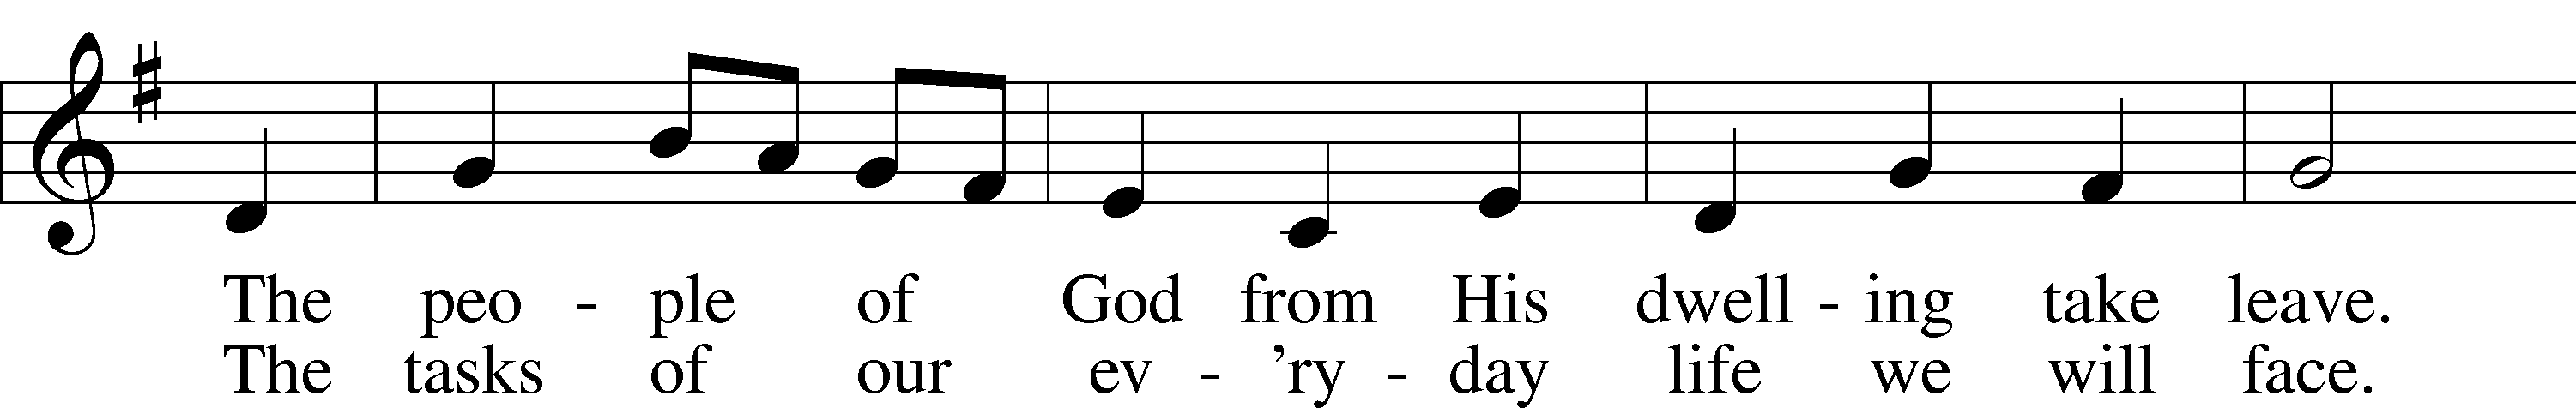 The peo - ple of God from His dwell - ing take leave.
The tasks of our ev - 'ry - day life we will face.